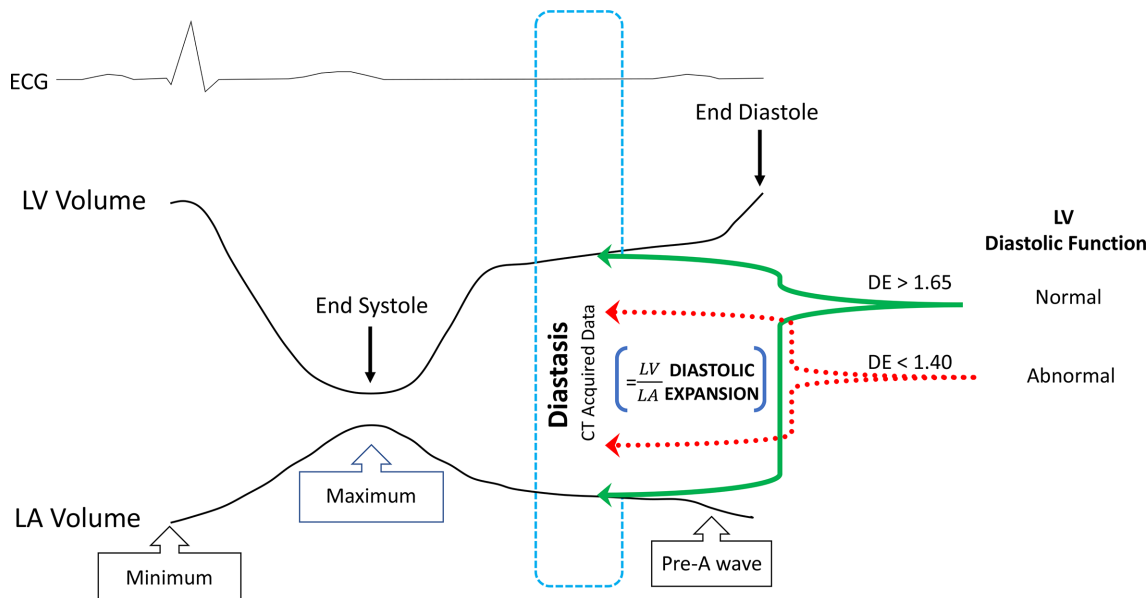 ECG
End Diastole
LV Volume
LV
Diastolic Function
End Systole
DE > 1.65
Normal
Diastasis
CT Acquired Data
= LV/LA DIASTOLIC
EXPANSION
DE < 1.40
Abnormal
Maximum
LA Volume
Minimum
Pre-A wave